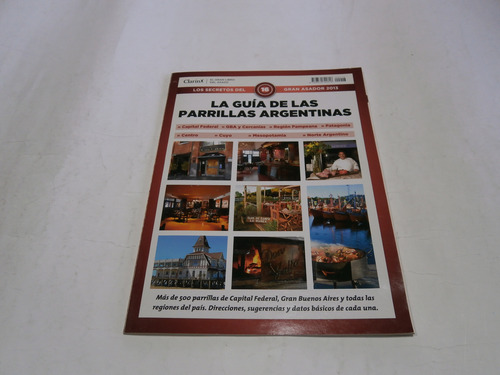 Clarín
LOS SECRETOS DEL
16
GRAN ASADOR 2013
LA GUÍA DE LAS
PARRILLAS ARGENTINAS
Capital Federal
GBA y Cercanías
Región Pampeana
Patagonia
Centro
Cuyo
Mesopotamia
Norte Argentino
Más de 500 parrillas de Capital Federal, Gran Buenos Aires y todas las
regiones del país. Direcciones, sugerencias y datos básicos de cada una.